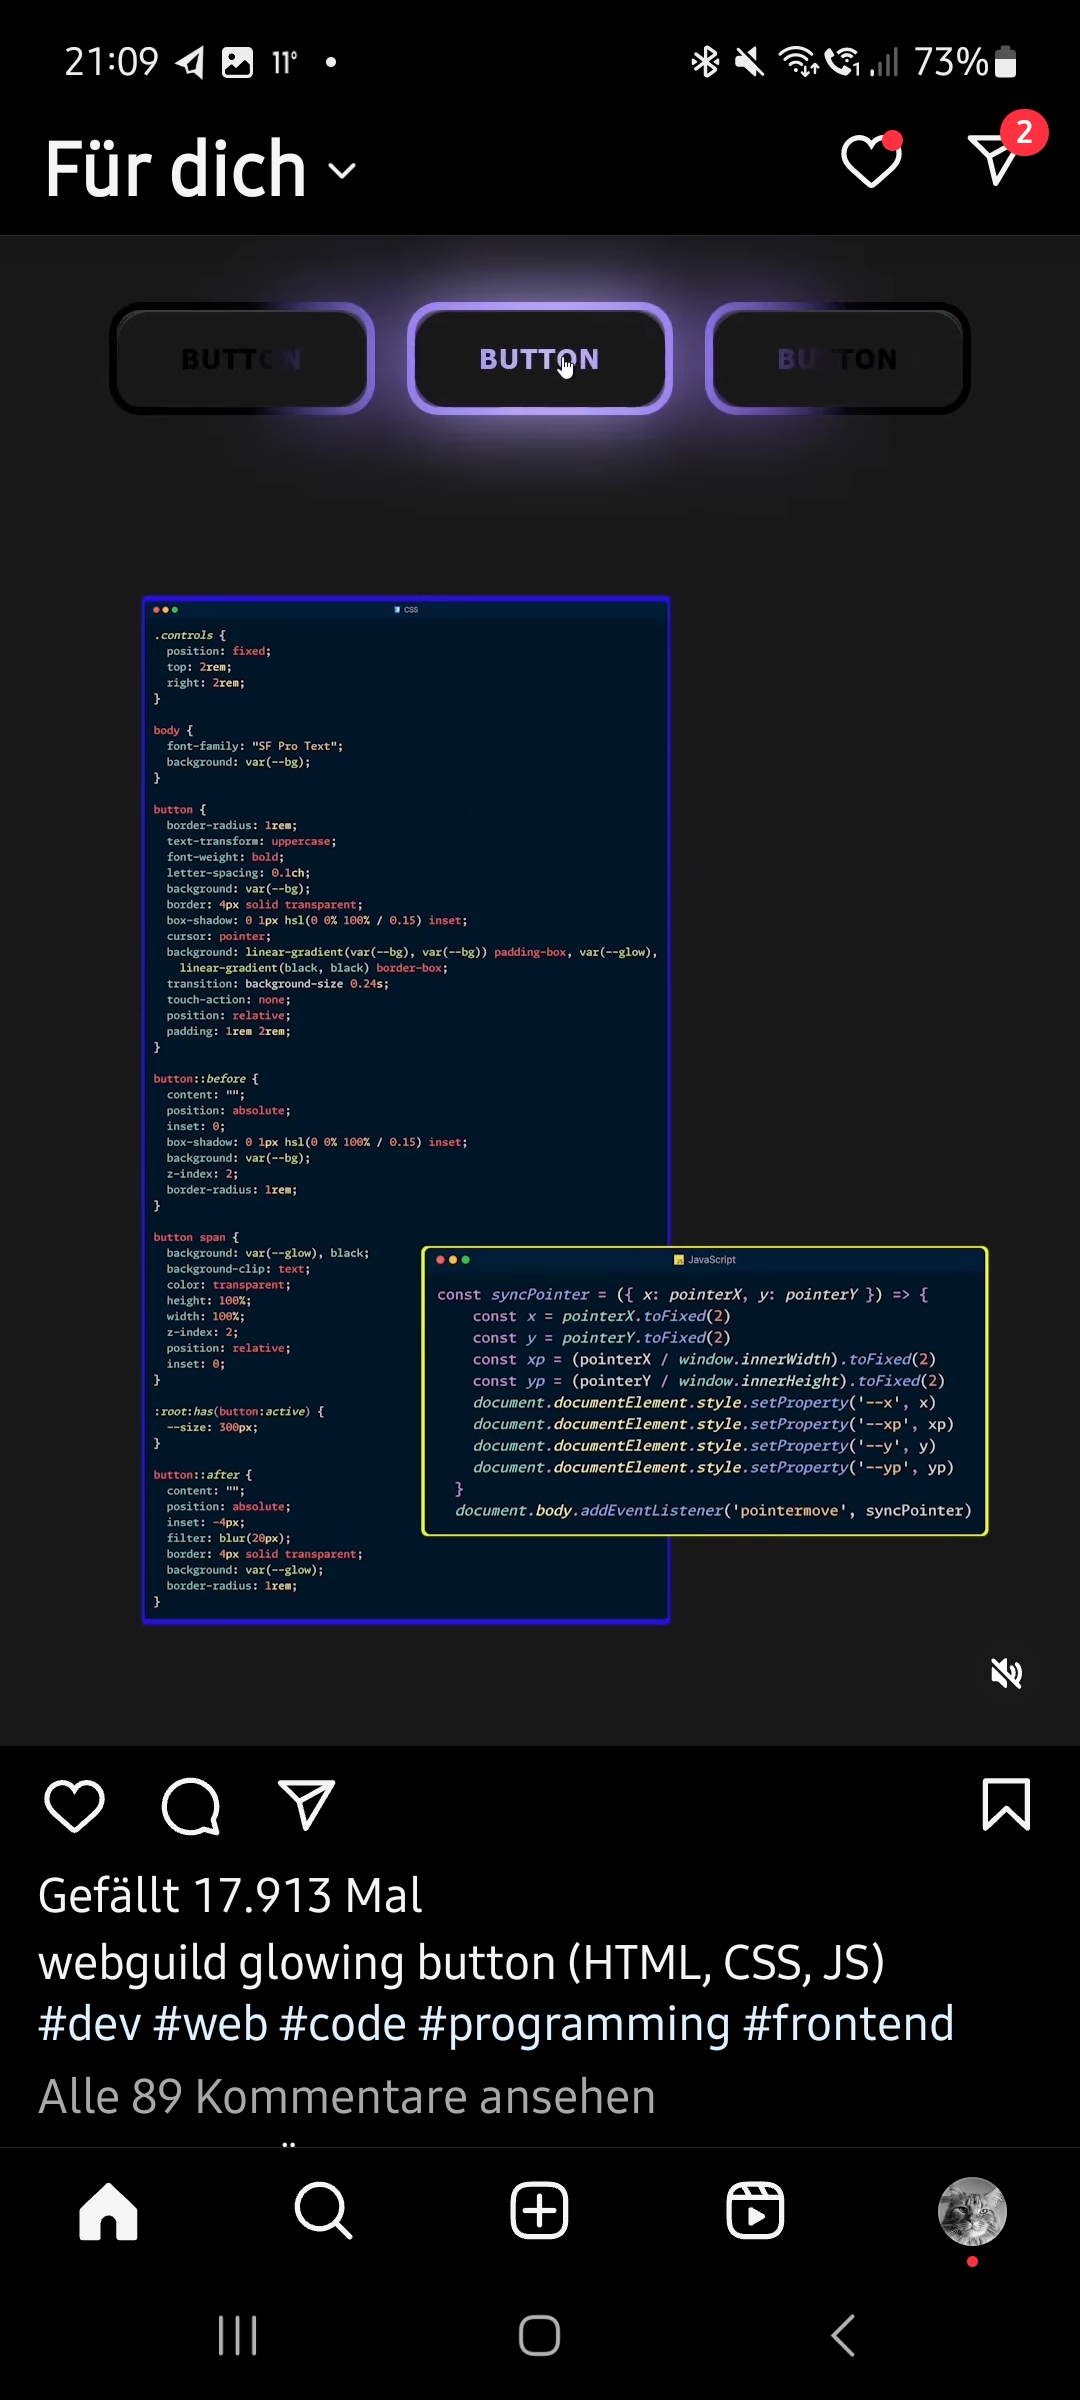 21:09
11°
73%
Für dich
2
BUTTON
BUTTON
BUTTON
CSS
.controls {
position: fixed;
top: 2rem;
right: 2rem;
}
body {
font-family: "SF Pro Text";
background: var(--bg);
}
button {
border-radius: 1rem;
text-transform: uppercase;
font-weight: bold;
letter-spacing: 0.1ch;
background: var(--bg);
border: 4px solid transparent;
box-shadow: 0 1px hsl(0 0% 100% / 0.15) inset;
cursor: pointer;
background: linear-gradient(var(--bg), var(--bg)) padding-box, var(--glow),
linear-gradient(black, black) border-box;
transition: background-size 0.24s;
touch-action: none;
position: relative;
padding: 1rem 2rem;
}
button::before {
content: "";
position: absolute;
inset: 0;
box-shadow: 0 1px hsl(0 0% 100% / 0.15) inset;
background: var(--bg);
z-index: 2;
border-radius: 1rem;
}
button span {
background: var(--glow), black;
background-clip: text;
color: transparent;
height: 100%;
width: 100%;
z-index: 2;
position: relative;
inset: 0;
}
:root:has(button:active) {
--size: 300px;
}
button::after {
content: "";
position: absolute;
inset: -4px;
filter: blur(20px);
border: 4px solid transparent;
background: var(--glow);
border-radius: 1rem;
}
JavaScript
const syncPointer = ({ x: pointerX, y: pointerY }) => {
const x = pointerX.toFixed(2)
const y = pointerY.toFixed(2)
const xp = (pointerX / window.innerWidth).toFixed(2)
const yp = (pointerY / window.innerHeight).toFixed(2)
document.documentElement.style.setProperty('--x', x)
document.documentElement.style.setProperty('--xp', xp)
document.documentElement.style.setProperty('--y', y)
document.documentElement.style.setProperty('--yp', yp)
}
document.body.addEventListener('pointermove', syncPointer)
Gefällt 17.913 Mal
webguild glowing button (HTML, CSS, JS)
#dev #web #code #programming #frontend
Alle 89 Kommentare ansehen